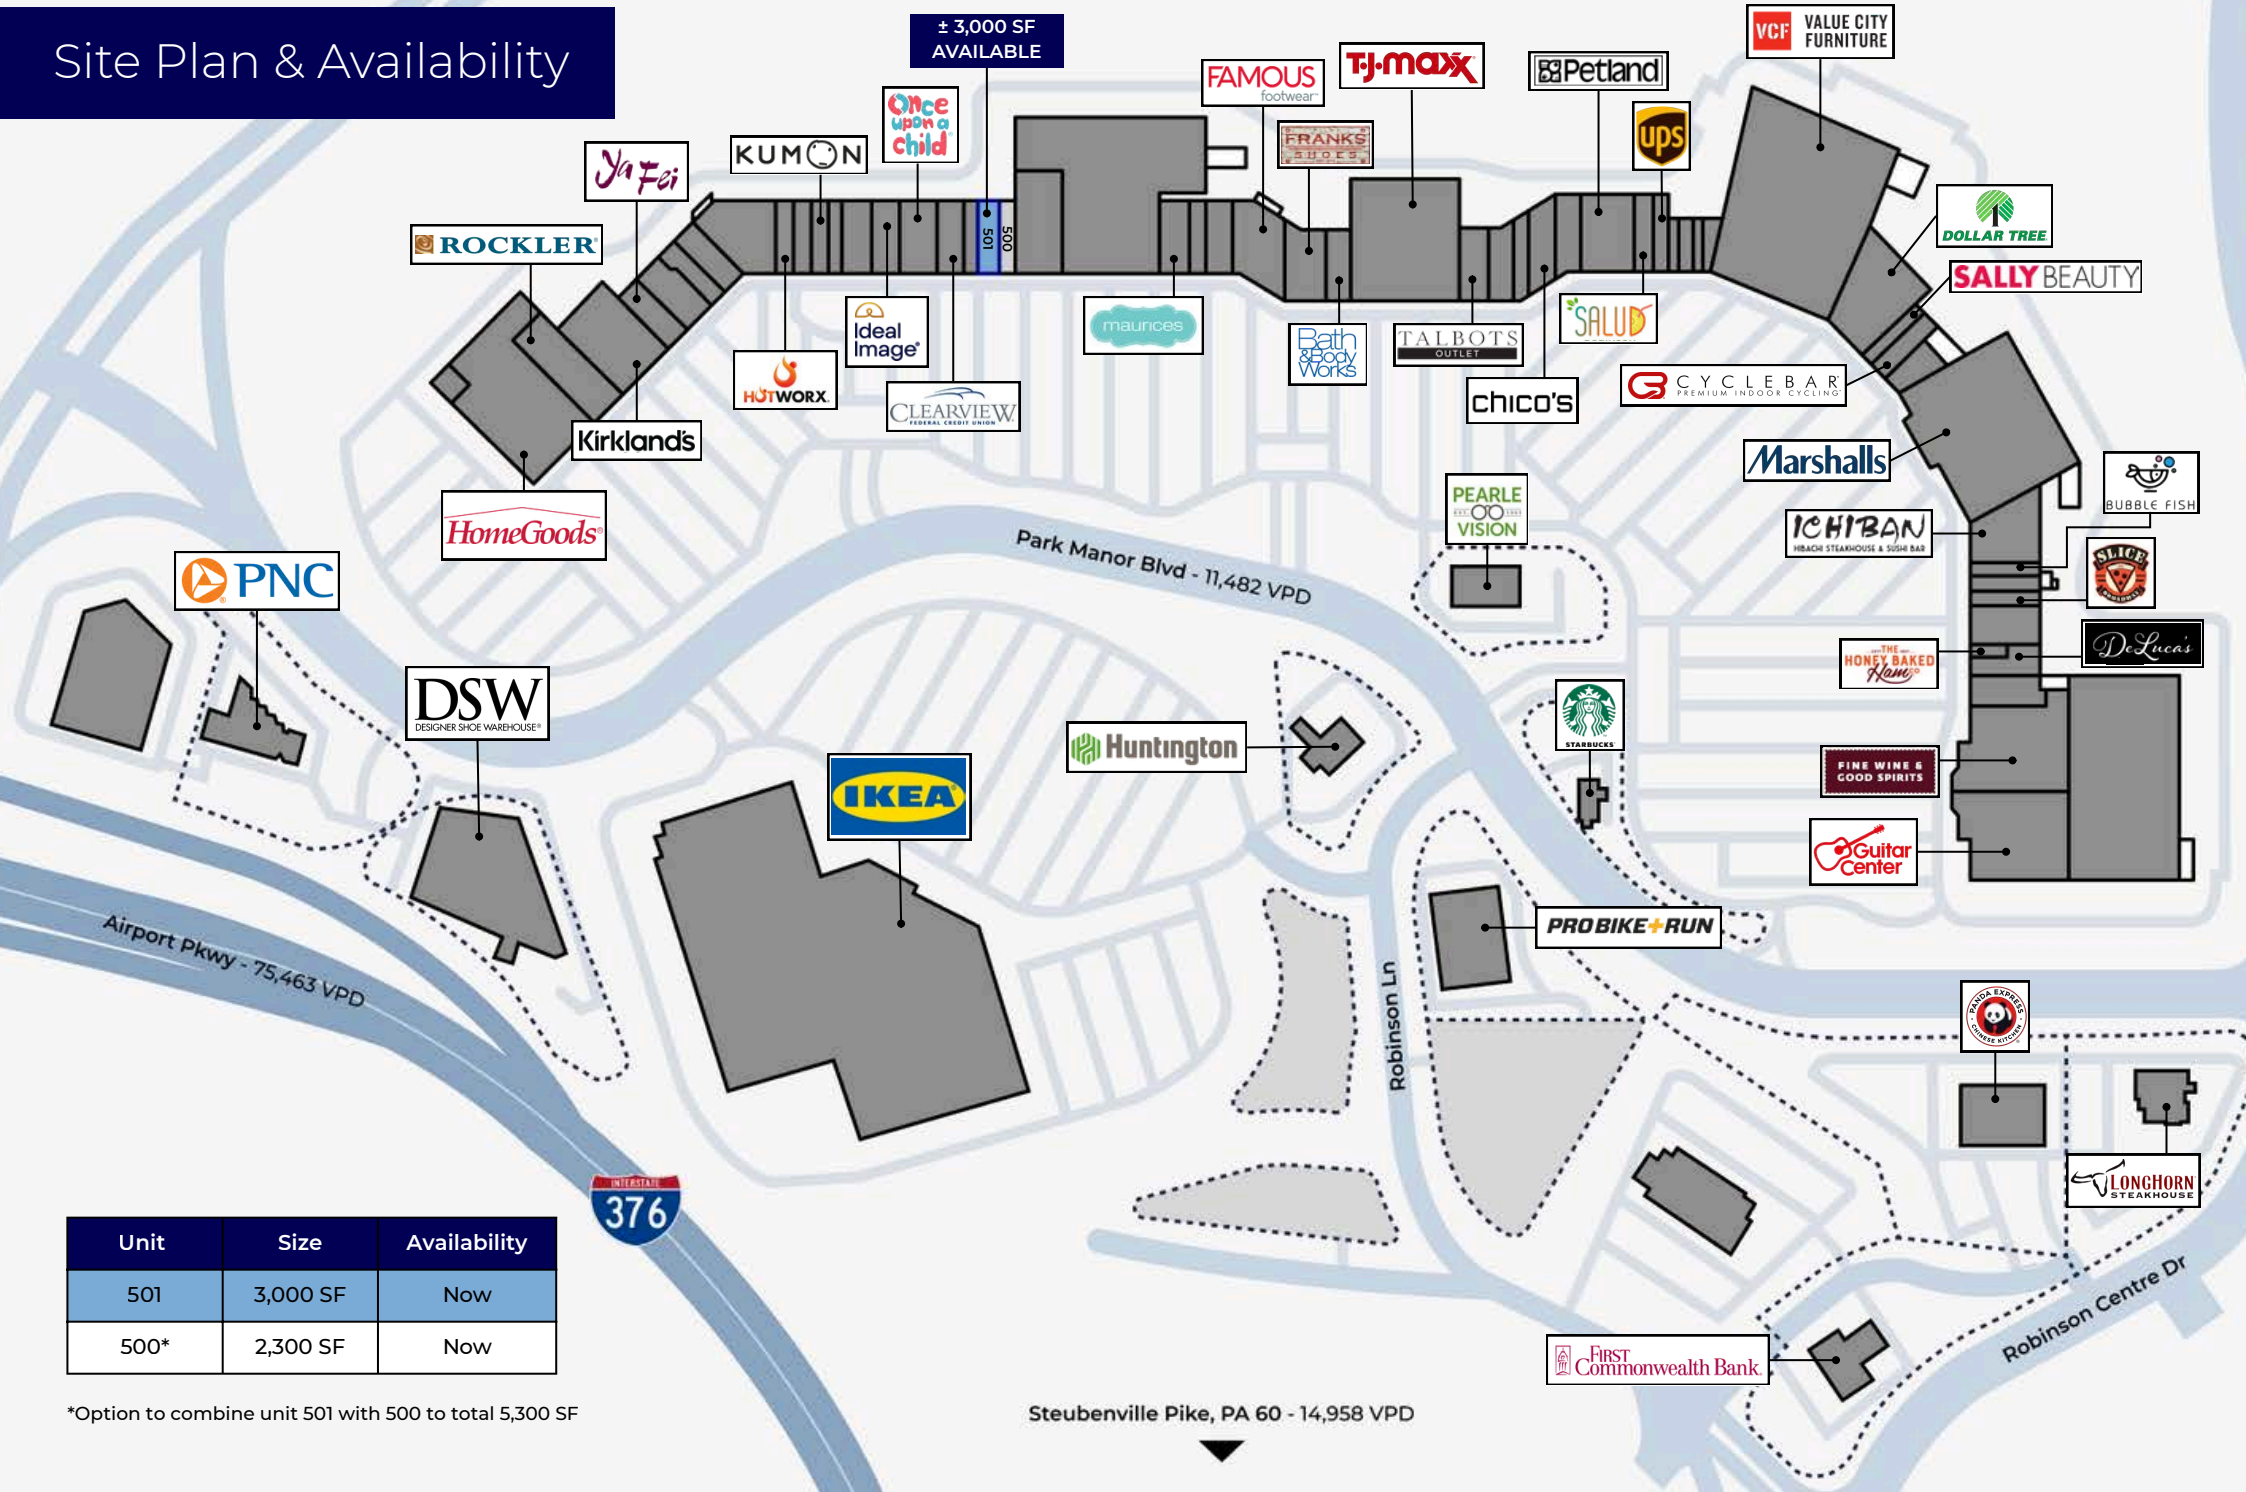 Site Plan & Availability
± 3,000 SF
AVAILABLE
VCF VALUE CITY
FURNITURE
FAMOUS
footwear
T.J.maxx
Petland
ups
Once
upon a
child
KUMON
Ya Fei
FRANKS
SHOES
ROCKLER
501
500
DOLLAR TREE
SALLY BEAUTY
Ideal
Image
maurices
SALUD
Bath
& Body
Works
TALBOTS
OUTLET
HOTWORX
CLEARVIEW
FEDERAL CREDIT UNION
chico's
CYCLEBAR
PREMIUM INDOOR CYCLING
Kirkland's
Marshalls
HomeGoods
PEARLE
VISION
BUBBLE FISH
ICHIBAN
HIBACHI STEAKHOUSE & SUSHI BAR
SLICE
BROADWAY
Park Manor Blvd - 11,482 VPD
PNC
THE
HONEY BAKED
Ham
DeLuca's
DSW
DESIGNER SHOE WAREHOUSE
Huntington
STARBUCKS
FINE WINE &
GOOD SPIRITS
IKEA
Guitar
Center
PRO BIKE+RUN
Airport Pkwy - 75,463 VPD
Robinson Ln
PANDA EXPRESS
CHINESE KITCHEN
LONGHORN
STEAKHOUSE
INTERSTATE
376
Unit Size Availability
501 3,000 SF Now
500* 2,300 SF Now
*Option to combine unit 501 with 500 to total 5,300 SF
Robinson Centre Dr
FIRST
Commonwealth Bank
Steubenville Pike, PA 60 - 14,958 VPD